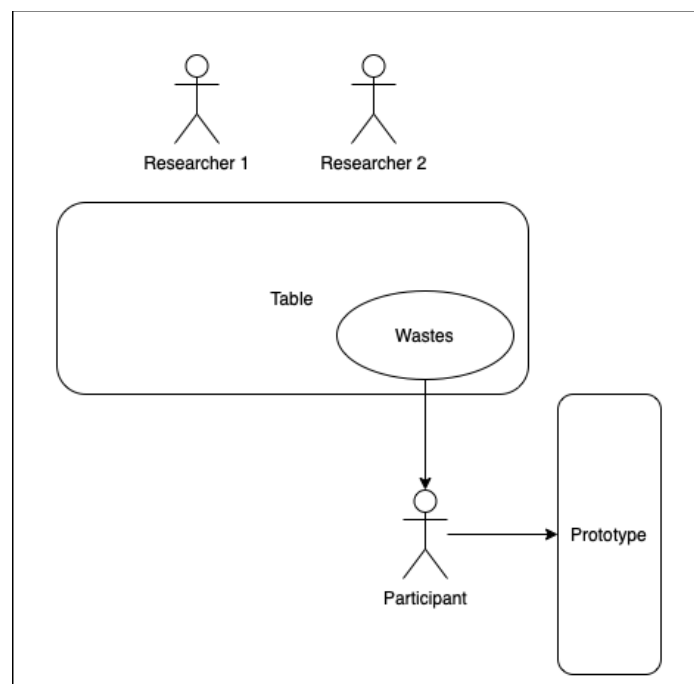 Researcher 1
Researcher 2
Table
Wastes
Prototype
Participant